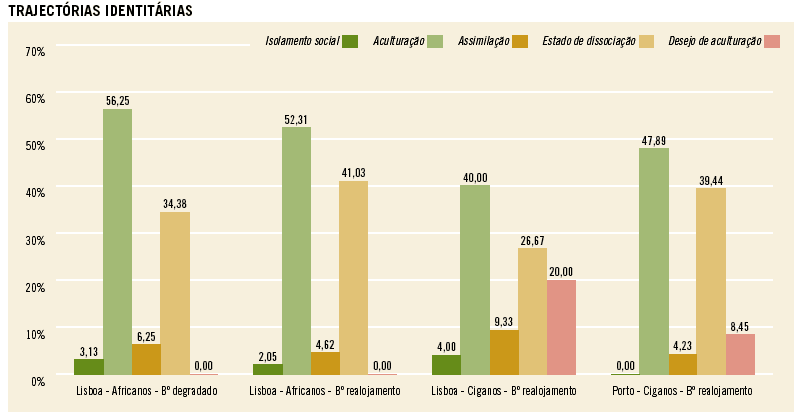 TRAJECTÓRIAS IDENTITÁRIAS
Isolamento social Aculturação Assimilação Estado de dissociação Desejo de aculturação
70%
60%
50%
40%
30%
20%
10%
0%
3,13 56,25 6,25 34,38 0,00
2,05 52,31 4,62 41,03 0,00
4,00 40,00 9,33 26,67 20,00
0,00 47,89 4,23 39,44 8,45
Lisboa - Africanos - Bº degradado Lisboa - Africanos - Bº realojamento Lisboa - Ciganos - Bº realojamento Porto - Ciganos - Bº realojamento